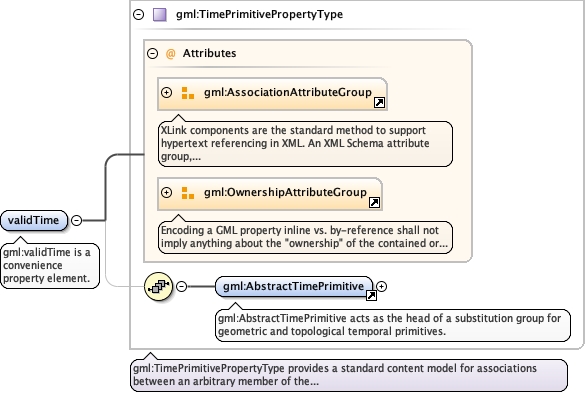 gml:TimePrimitivePropertyType
@ Attributes
gml:AssociationAttributeGroup
XLink components are the standard method to support
hypertext referencing in XML. An XML Schema attribute
group,...
gml:OwnershipAttributeGroup
Encoding a GML property inline vs. by-reference shall not
imply anything about the "ownership" of the contained or...
validTime
gml:validTime is a
convenience
property element.
gml:AbstractTimePrimitive
gml:AbstractTimePrimitive acts as the head of a substitution group for
geometric and topological temporal primitives.
gml:TimePrimitivePropertyType provides a standard content model for associations
between an arbitrary member of the...